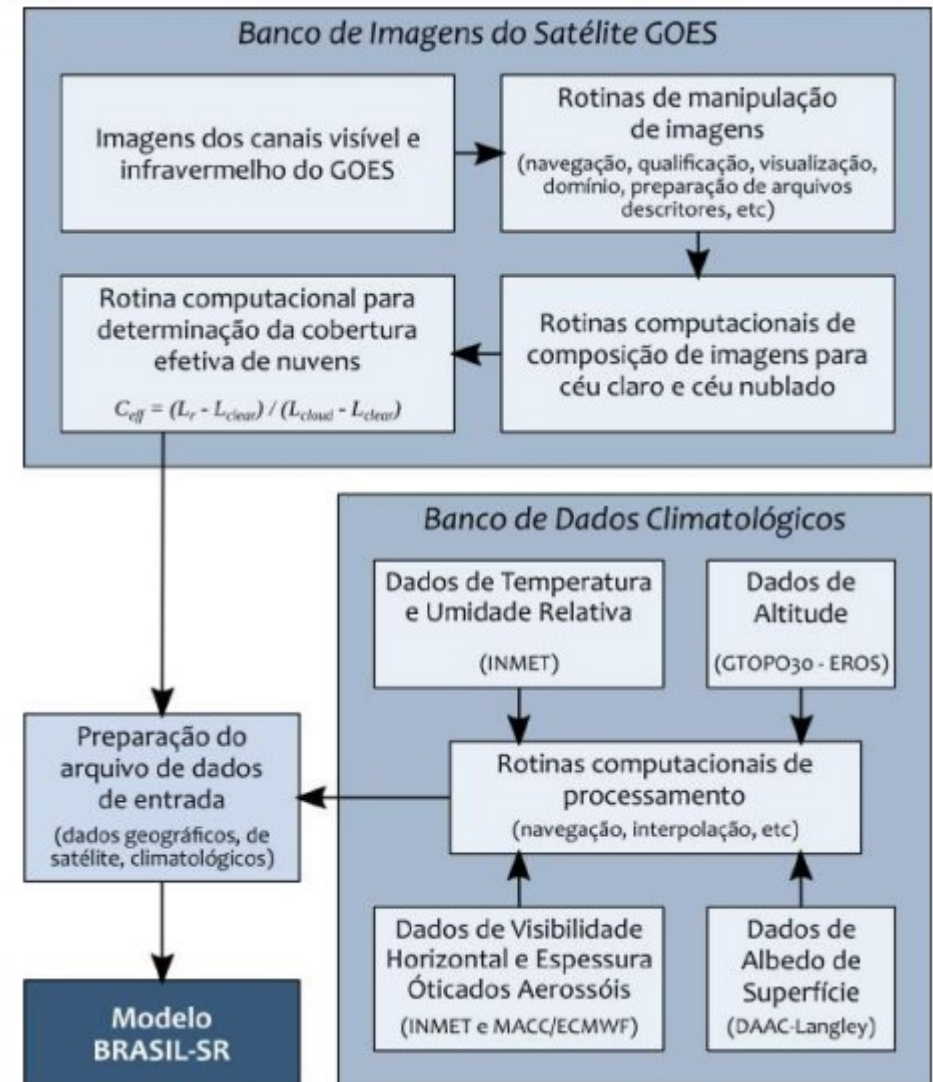 Banco de Imagens do Satélite GOES
Imagens dos canais visível e
infravermelho do GOES
Rotinas de manipulação
de imagens
(navegação, qualificação, visualização,
domínio, preparação de arquivos
descritores, etc)
Rotina computacional para
determinação da cobertura
efetiva de nuvens
C_eff = (L_r - L_clear) / (L_cloud - L_clear)
Rotinas computacionais de
composição de imagens para
céu claro e céu nublado
Banco de Dados Climatológicos
Dados de Temperatura
e Umidade Relativa
(INMET)
Dados de
Altitude
(GTOPO30 - EROS)
Preparação do
arquivo de dados
de entrada
(dados geográficos, de
satélite, climatológicos)
Rotinas computacionais de
processamento
(navegação, interpolação, etc)
Dados de Visibilidade
Horizontal e Espessura
Óticados Aerossóis
(INMET e MACC/ECMWF)
Dados de
Albedo de
Superfície
(DAAC-Langley)
Modelo
BRASIL-SR